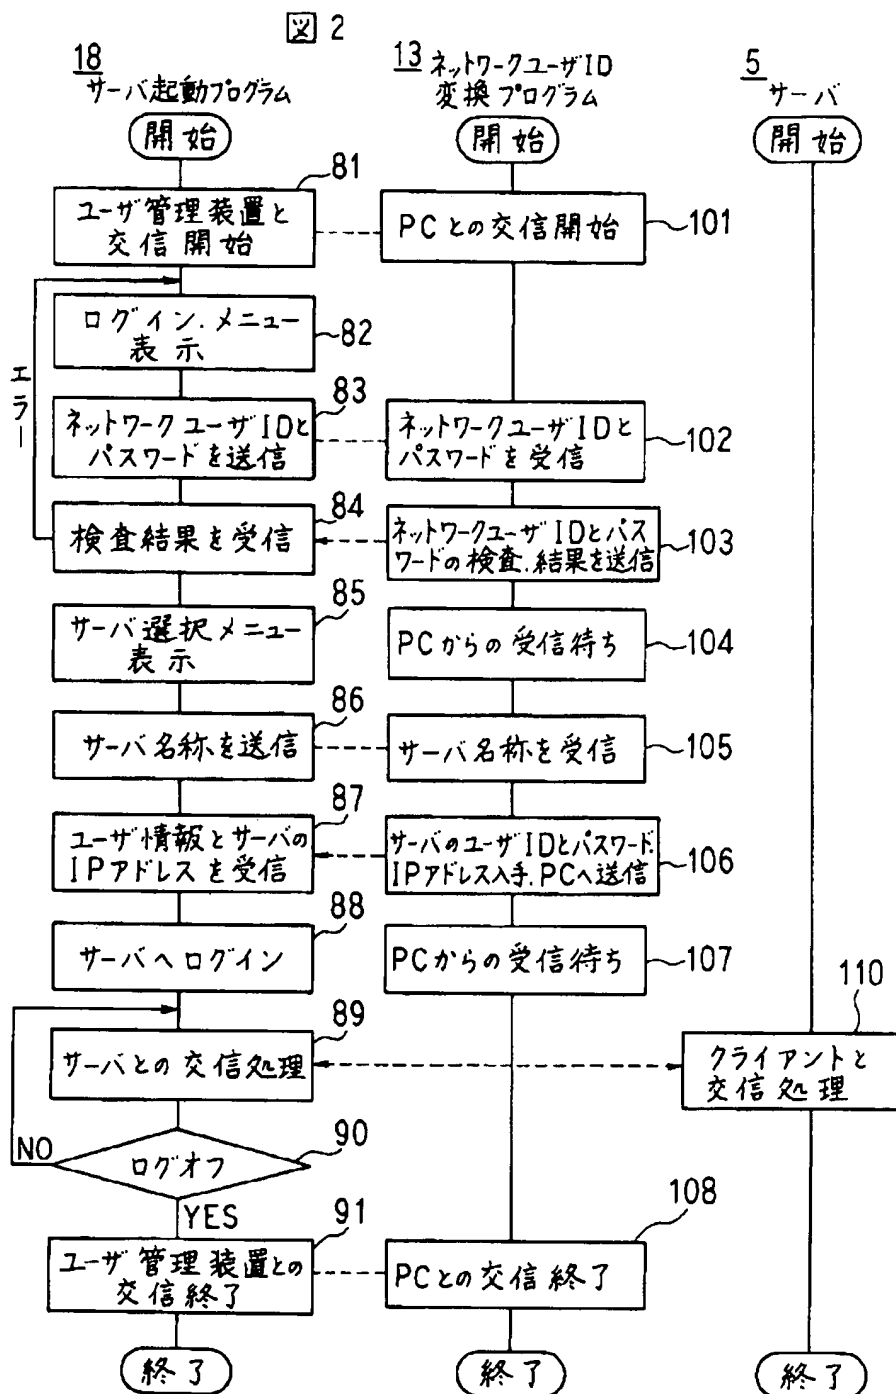 図 2
18
サーバ起動プログラム
開始
81
ユーザ管理装置と
交信開始
ログイン.メニュー
表示
82
エラー
83
ネットワークユーザIDと
パスワードを送信
84
検査結果を受信
85
サーバ選択メニュー
表示
86
サーバ名称を送信
87
ユーザ情報とサーバの
IPアドレスを受信
88
サーバへログイン
89
サーバとの交信処理
90
ログオフ
NO
YES
91
ユーザ管理装置との
交信終了
終了
13 ネットワークユーザID
変換プログラム
開始
PCとの交信開始
101
ネットワークユーザIDと
パスワードを受信
102
ネットワークユーザIDとパス
ワードの検査.結果を送信
103
PCからの受信待ち
104
サーバ名称を受信
105
サーバのユーザIDとパスワード.
IPアドレス入手.PCへ送信
106
PCからの受信待ち
107
108
PCとの交信終了
終了
5
サーバ
開始
110
クライアントと
交信処理
終了